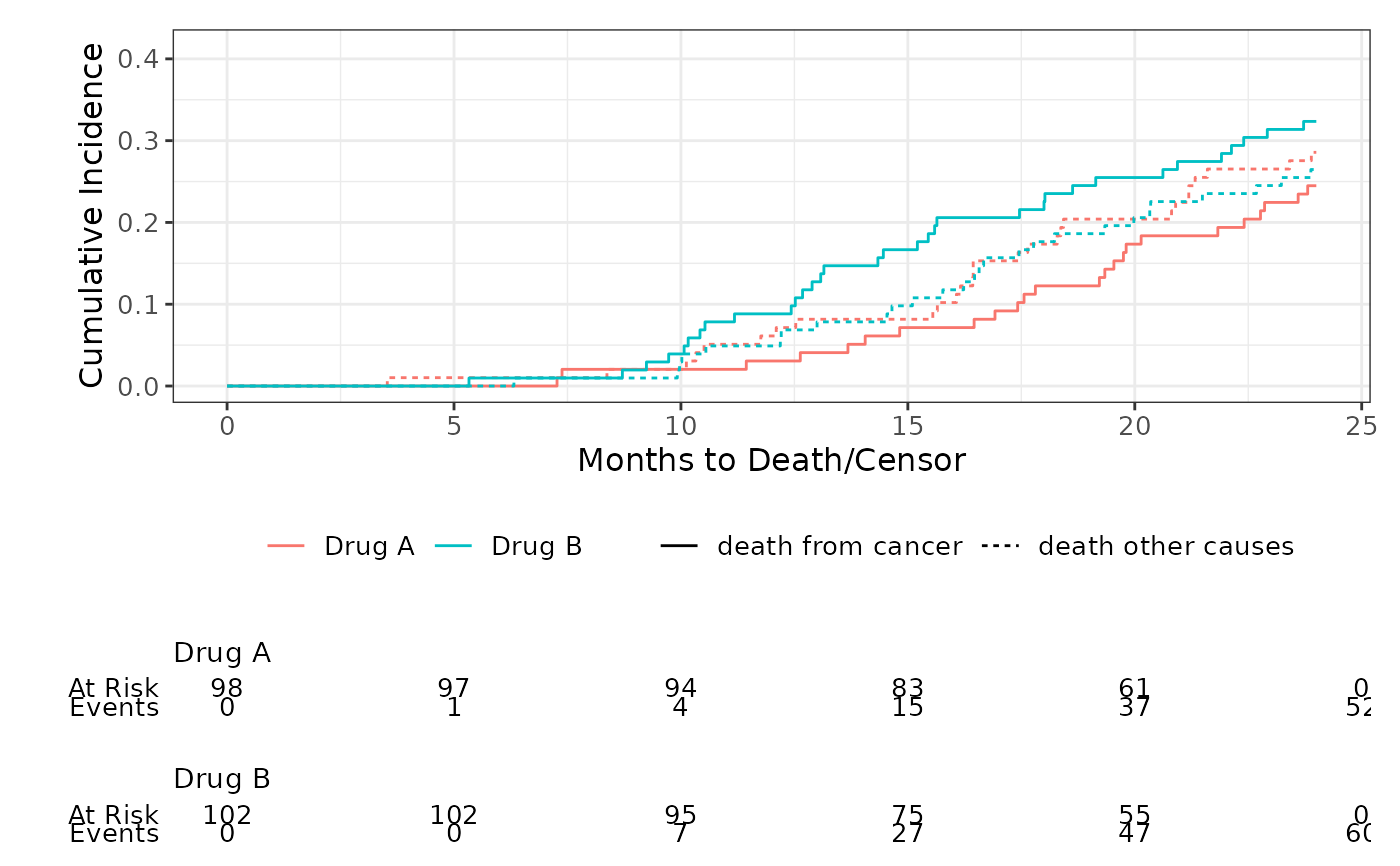 Cumulative Incidence
0.4
0.3
0.2
0.1
0.0
0 5 10 15 20 25
Months to Death/Censor
Drug A Drug B death from cancer death other causes
Drug A
At Risk 98 97 94 83 61 0
Events 0 1 4 15 37 52
Drug B
At Risk 102 102 95 75 55 0
Events 0 0 7 27 47 60